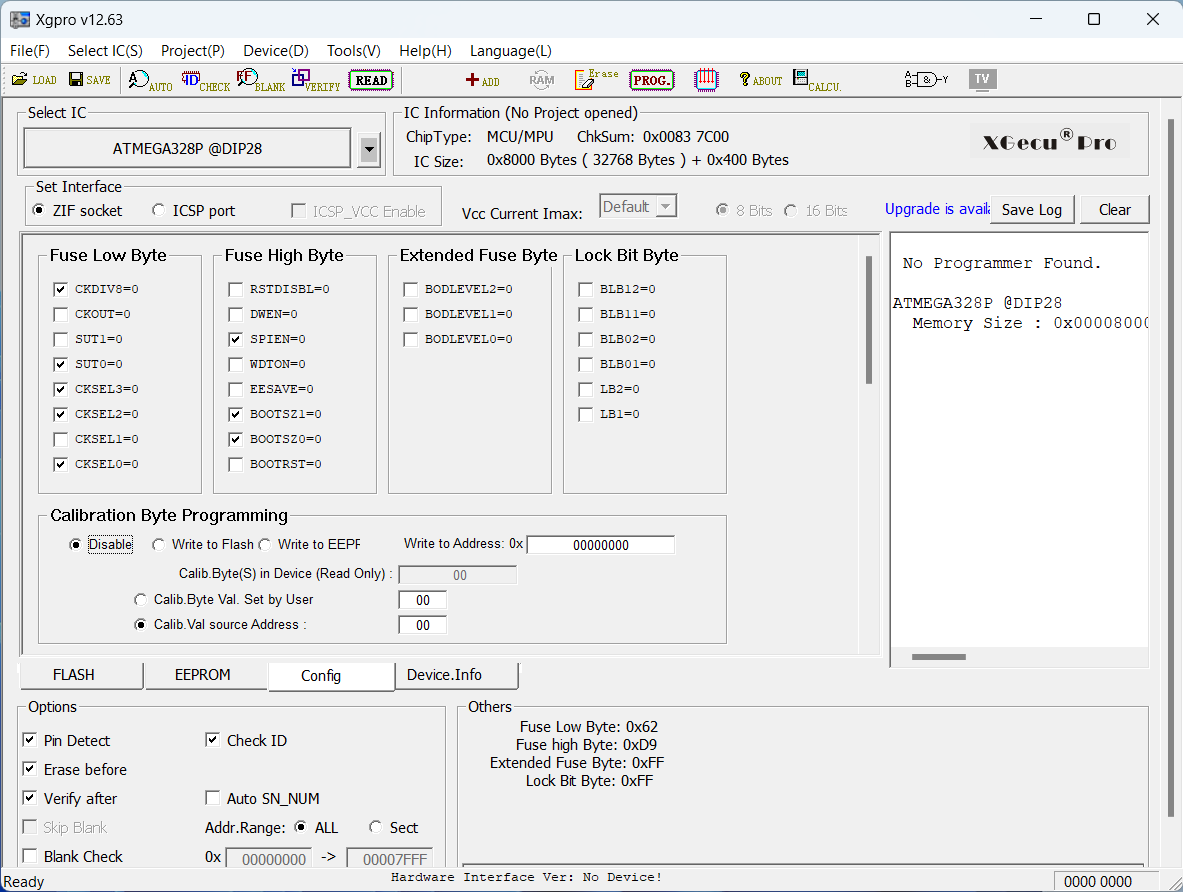 Xgpro v12.63
File(F) Select IC(S) Project(P) Device(D) Tools(V) Help(H) Language(L)
LOAD SAVE AUTO CHECK BLANK VERIFY READ ADD RAM Erase PROG. ABOUT CALCU. & Y TV
Select IC
ATMEGA328P @DIP28
IC Information (No Project opened)
ChipType: MCU/MPU ChkSum: 0x0083 7C00
IC Size: 0x8000 Bytes ( 32768 Bytes ) + 0x400 Bytes
XGecu® Pro
Set Interface
ZIF socket ICSP port ICSP_VCC Enable
Vcc Current Imax: Default 8 Bits 16 Bits
Upgrade is avail Save Log Clear
Fuse Low Byte
CKDIV8=0
CKOUT=0
SUT1=0
SUT0=0
CKSEL3=0
CKSEL2=0
CKSEL1=0
CKSEL0=0
Fuse High Byte
RSTDISBL=0
DWEN=0
SPIEN=0
WDTON=0
EESAVE=0
BOOTSZ1=0
BOOTSZ0=0
BOOTRST=0
Extended Fuse Byte
BODLEVEL2=0
BODLEVEL1=0
BODLEVEL0=0
Lock Bit Byte
BLB12=0
BLB11=0
BLB02=0
BLB01=0
LB2=0
LB1=0
No Programmer Found.
ATMEGA328P @DIP28
Memory Size : 0x00008000
Calibration Byte Programming
Disable Write to Flash Write to EEPF Write to Address: 0x 00000000
Calib.Byte(S) in Device (Read Only) : 00
Calib.Byte Val. Set by User 00
Calib.Val source Address : 00
FLASH EEPROM Config Device.Info
Options
Pin Detect Check ID
Erase before
Verify after Auto SN_NUM
Skip Blank Addr.Range: ALL Sect
Blank Check 0x 00000000 -> 00007FFF
Others
Fuse Low Byte: 0x62
Fuse high Byte: 0xD9
Extended Fuse Byte: 0xFF
Lock Bit Byte: 0xFF
Ready Hardware Interface Ver: No Device! 0000 0000